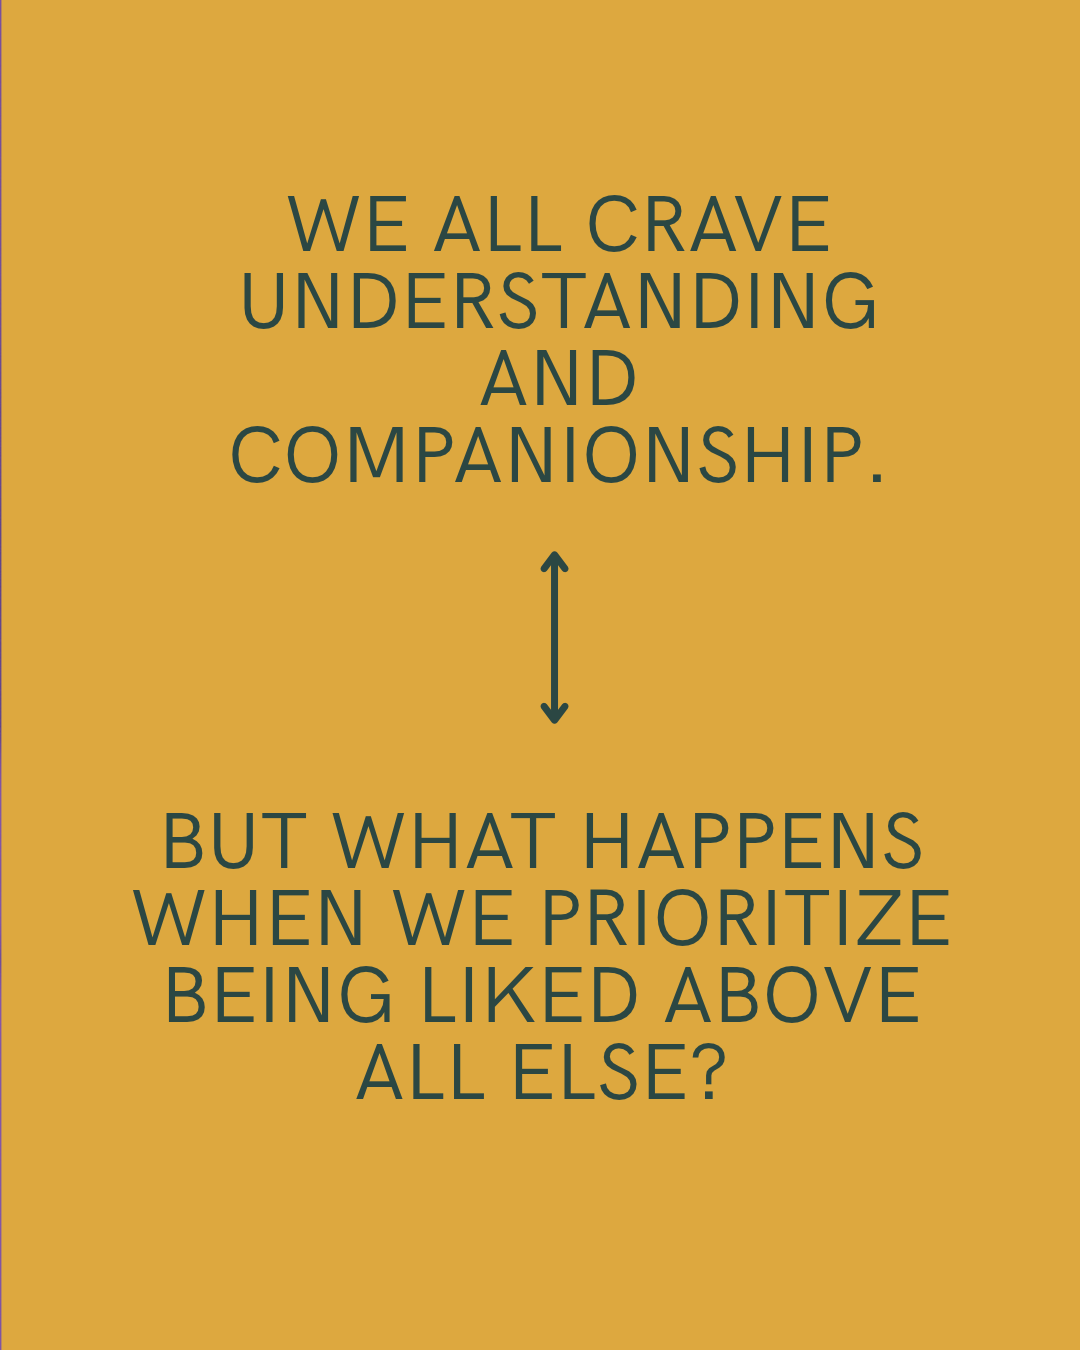 WE ALL CRAVE
UNDERSTANDING
AND
COMPANIONSHIP.
BUT WHAT HAPPENS
WHEN WE PRIORITIZE
BEING LIKED ABOVE
ALL ELSE?